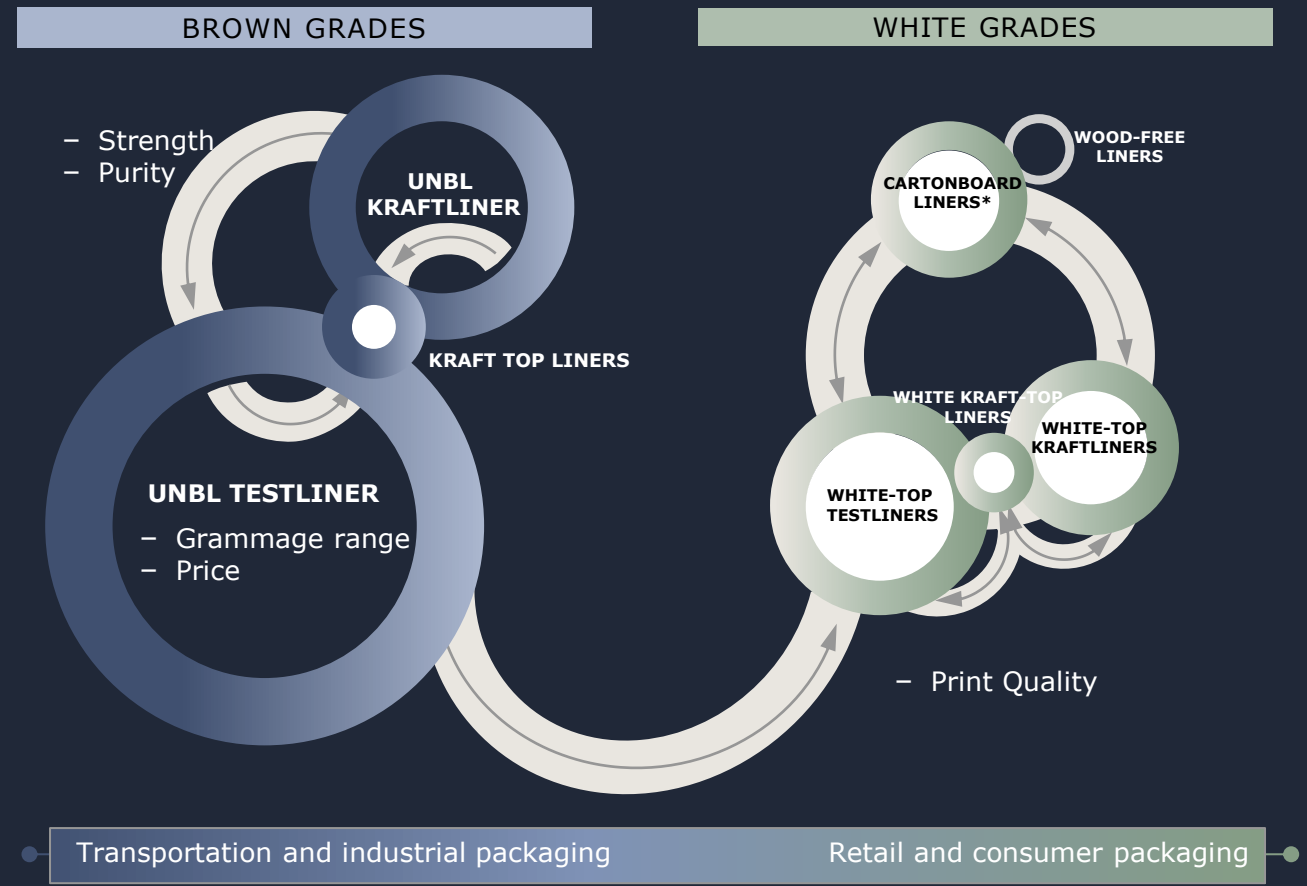 BROWN GRADES
WHITE GRADES
– Strength
– Purity
UNBL
KRAFTLINER
KRAFT TOP LINERS
UNBL TESTLINER
– Grammage range
– Price
WOOD-FREE
LINERS
CARTONBOARD
LINERS*
WHITE KRAFT-TOP
LINERS
WHITE-TOP
KRAFTLINERS
WHITE-TOP
TESTLINERS
– Print Quality
Transportation and industrial packaging
Retail and consumer packaging